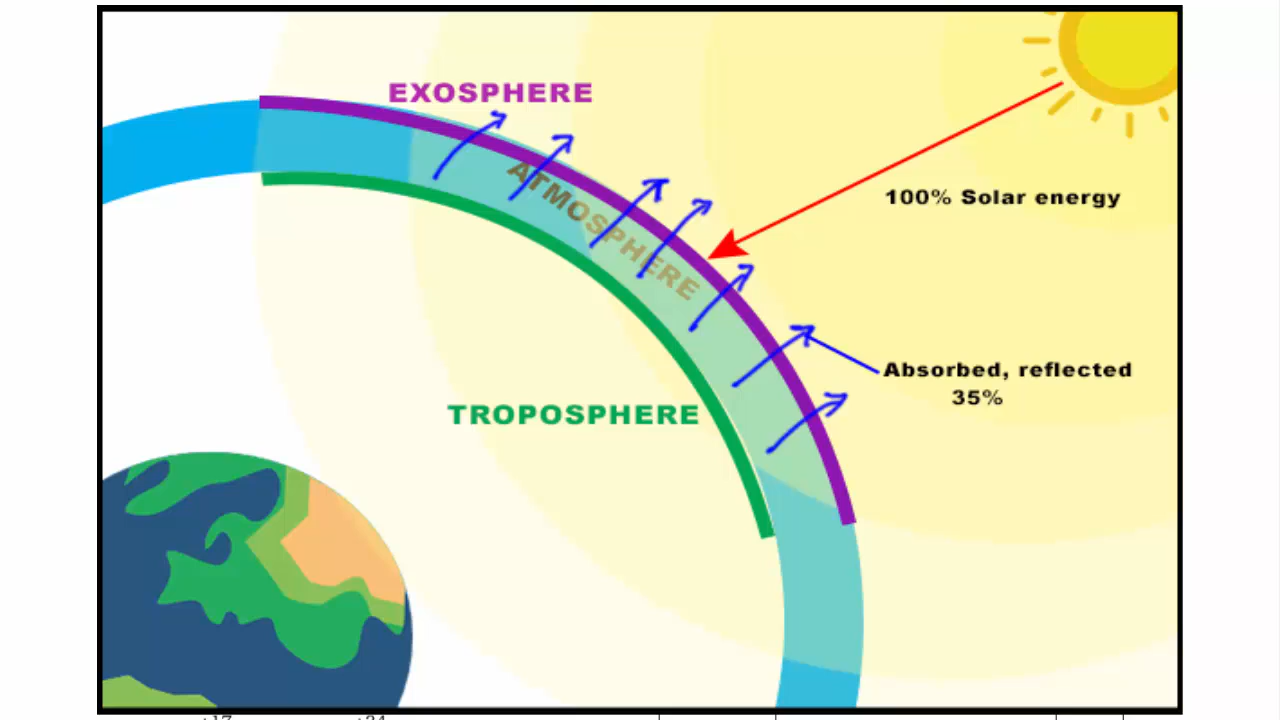 EXOSPHERE
ATMOSPHERE
100% Solar energy
Absorbed, reflected
35%
TROPOSPHERE